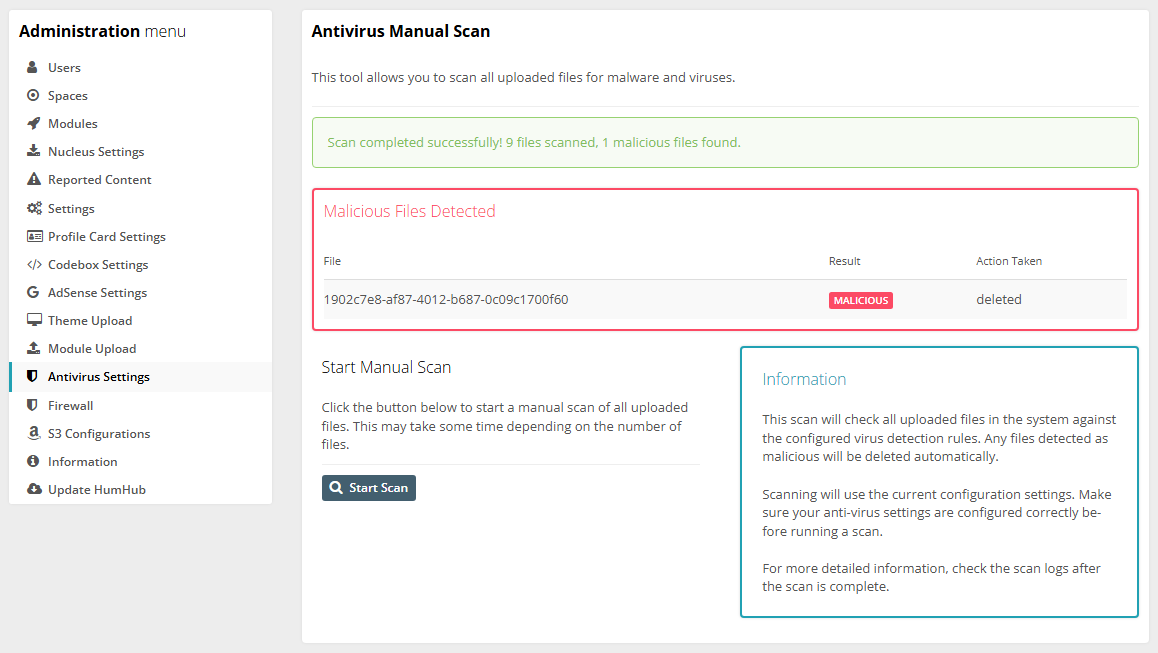 Administration menu
Users
Spaces
Modules
Nucleus Settings
Reported Content
Settings
Profile Card Settings
Codebox Settings
AdSense Settings
Theme Upload
Module Upload
Antivirus Settings
Firewall
S3 Configurations
Information
Update HumHub
Antivirus Manual Scan
This tool allows you to scan all uploaded files for malware and viruses.
Scan completed successfully! 9 files scanned, 1 malicious files found.
Malicious Files Detected
File Result Action Taken
1902c7e8-af87-4012-b687-0c09c1700f60 MALICIOUS deleted
Start Manual Scan
Click the button below to start a manual scan of all uploaded
files. This may take some time depending on the number of
files.
Start Scan
Information
This scan will check all uploaded files in the system against
the configured virus detection rules. Any files detected as
malicious will be deleted automatically.
Scanning will use the current configuration settings. Make
sure your anti-virus settings are configured correctly be-
fore running a scan.
For more detailed information, check the scan logs after
the scan is complete.